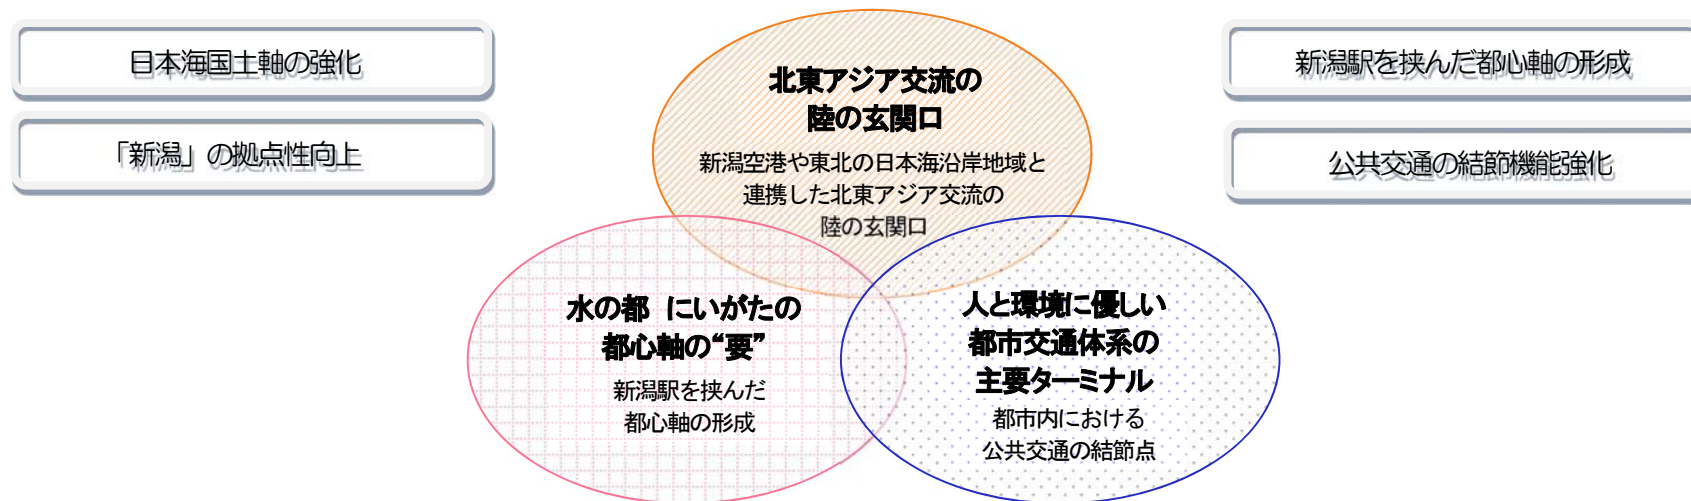 日本海国土軸の強化
「新潟」の拠点性向上
北東アジア交流の
陸の玄関口
新潟空港や東北の日本海沿岸地域と
連携した北東アジア交流の
陸の玄関口
新潟駅を挟んだ都心軸の形成
公共交通の結節機能強化
水の都　にいがたの
都心軸の“要”
新潟駅を挟んだ
都心軸の形成
人と環境に優しい
都市交通体系の
主要ターミナル
都市内における
公共交通の結節点